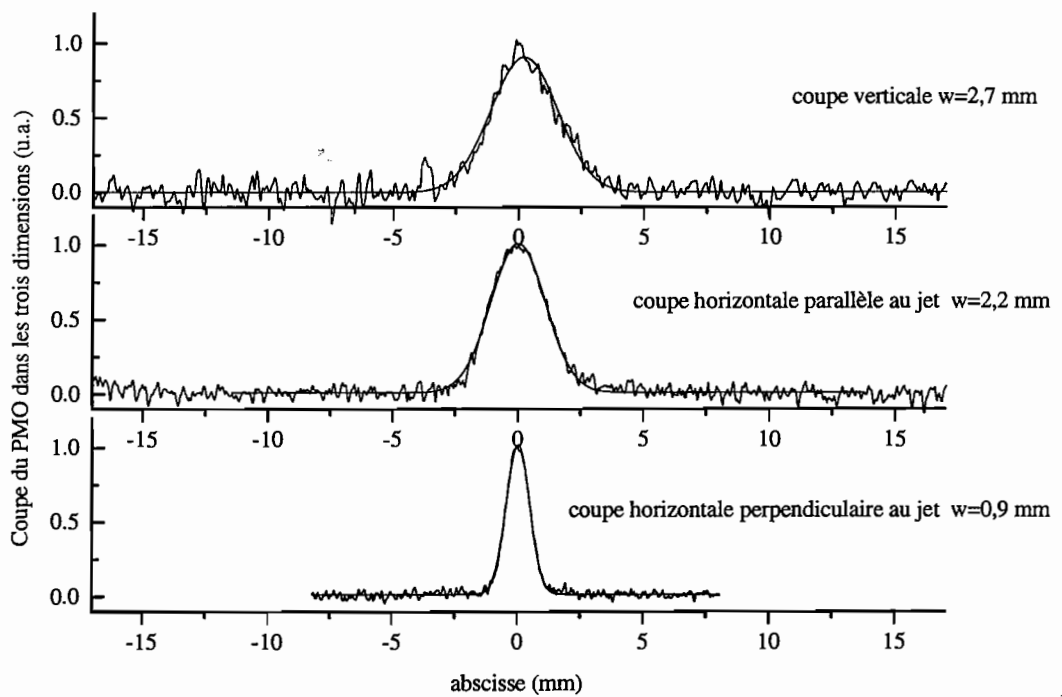 Coupe du PMO dans les trois dimensions (u.a.)
1.0
0.5
0.0
coupe verticale w=2,7 mm
-15 -10 -5 0 5 10 15
1.0
0.5
0.0
coupe horizontale parallèle au jet w=2,2 mm
-15 -10 -5 0 5 10 15
1.0
0.5
0.0
coupe horizontale perpendiculaire au jet w=0,9 mm
-15 -10 -5 0 5 10 15
abscisse (mm)